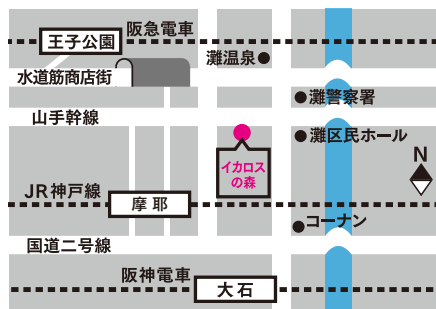 阪急電車
王子公園
灘温泉
水道筋商店街
灘警察署
山手幹線
灘区民ホール
イカロス
の森
N
JR神戸線
摩耶
コーナン
国道二号線
阪神電車
大石